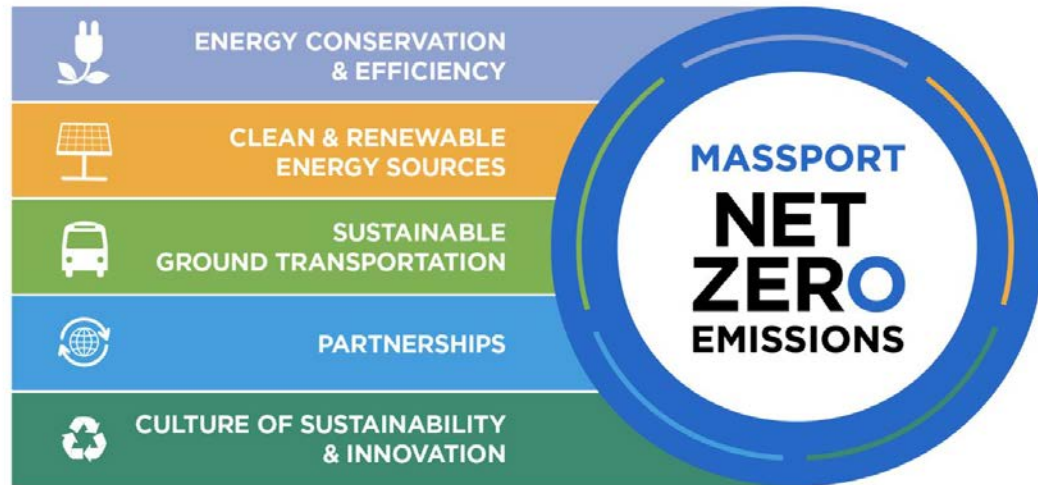 ENERGY CONSERVATION
& EFFICIENCY
CLEAN & RENEWABLE
ENERGY SOURCES
SUSTAINABLE
GROUND TRANSPORTATION
PARTNERSHIPS
CULTURE OF SUSTAINABILITY
& INNOVATION
MASSPORT
NET
ZERO
EMISSIONS